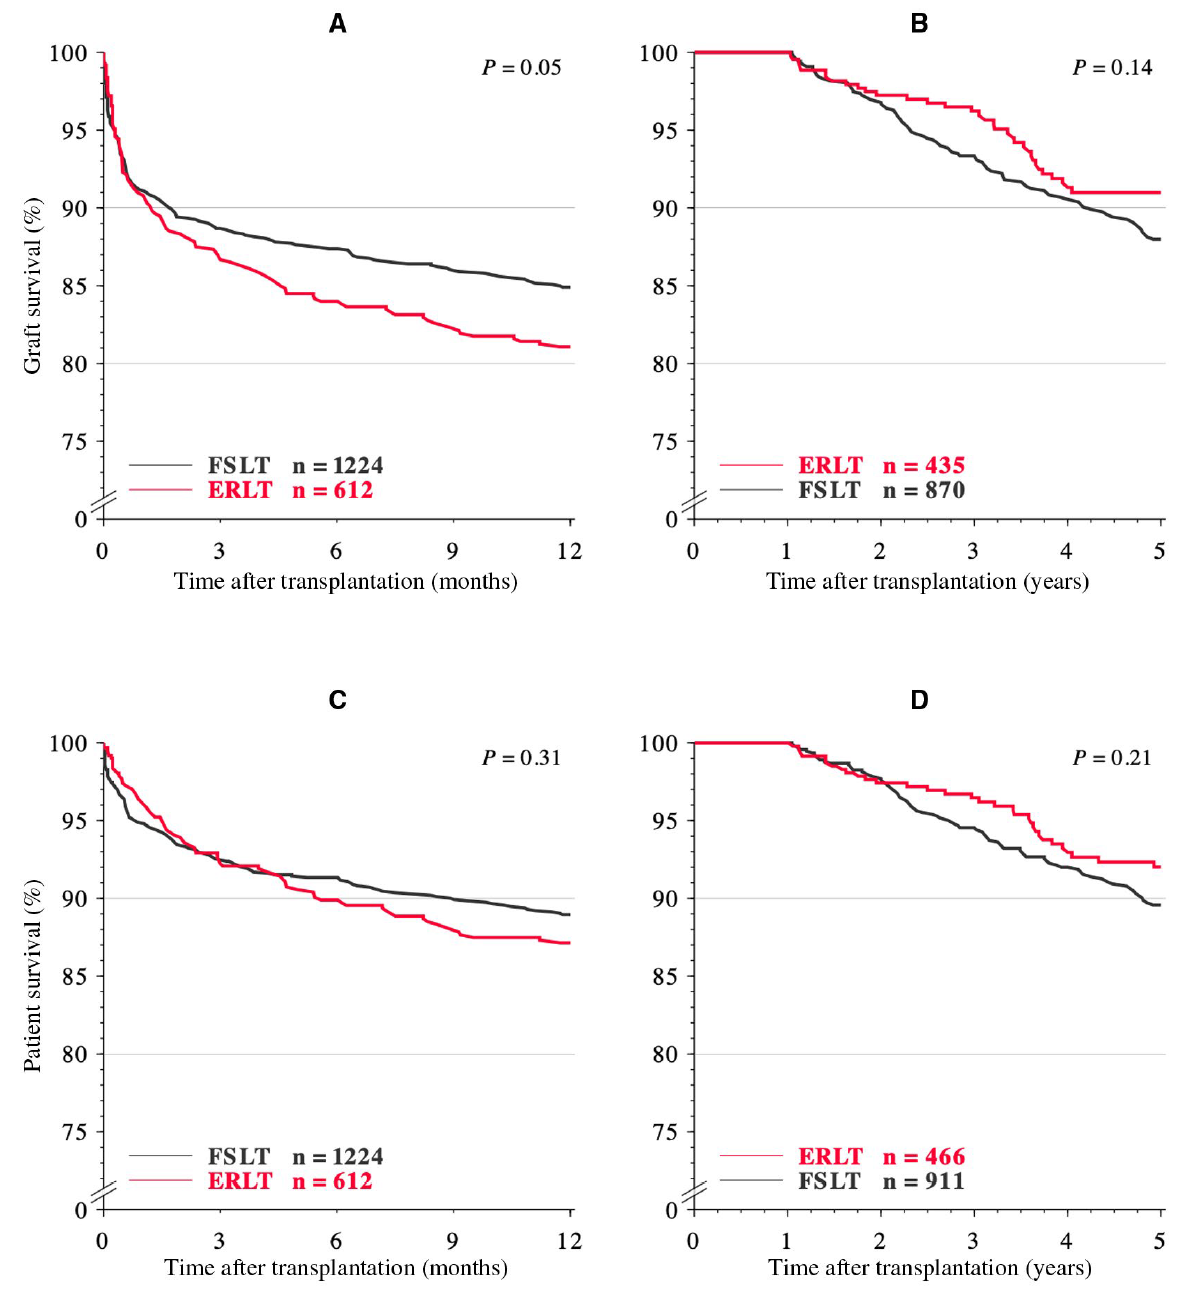 A
Graft survival (%)
100
95
90
85
80
75
0
P = 0.05
FSLT n = 1224
ERLT n = 612
0 3 6 9 12
Time after transplantation (months)
B
100
95
90
85
80
75
0
P = 0.14
ERLT n = 435
FSLT n = 870
0 1 2 3 4 5
Time after transplantation (years)
C
Patient survival (%)
100
95
90
85
80
75
0
P = 0.31
FSLT n = 1224
ERLT n = 612
0 3 6 9 12
Time after transplantation (months)
D
100
95
90
85
80
75
0
P = 0.21
ERLT n = 466
FSLT n = 911
0 1 2 3 4 5
Time after transplantation (years)